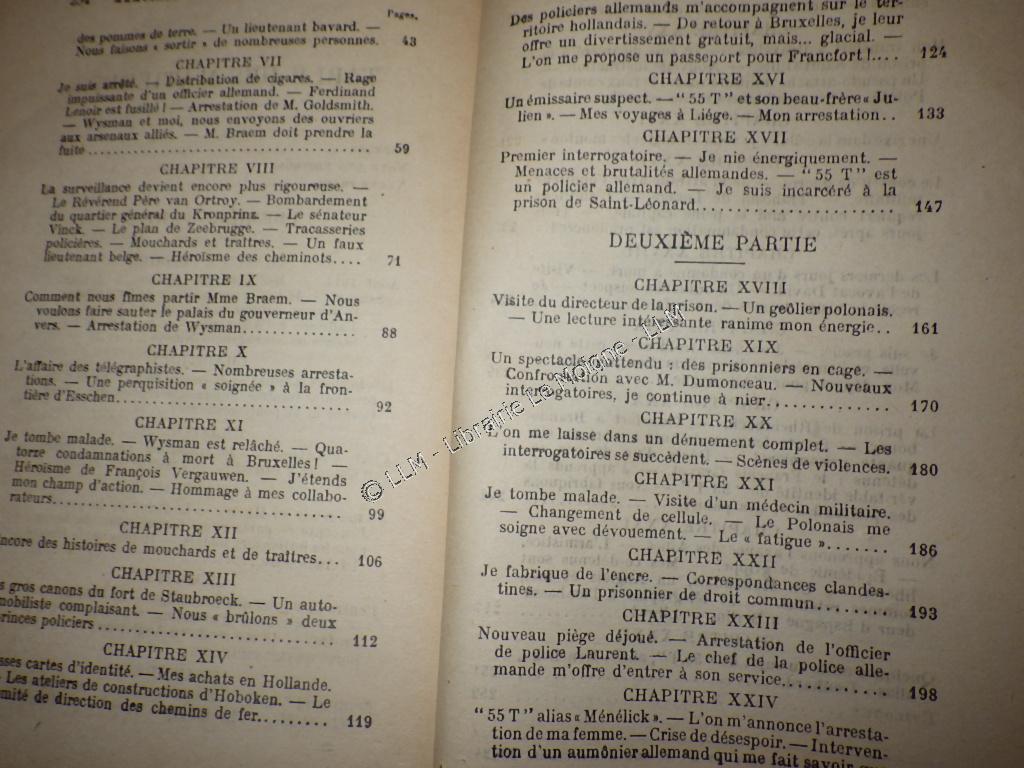 Pages.
des pommes de terre. — Un lieutenant bavard. —
Nous faisons « sortir » de nombreuses personnes. 43
CHAPITRE VII
Je suis arrêté. — Distribution de cigares. — Rage
impuissante d'un officier allemand. — Ferdinand
Lenoir est fusillé ! — Arrestation de M. Goldsmith.
— Wysman et moi, nous envoyons des ouvriers
aux arsenaux alliés. — M. Braem doit prendre la
fuite 59
CHAPITRE VIII
La surveillance devient encore plus rigoureuse. —
Le Révérend Père van Ortroy. — Bombardement
du quartier général du Kronprinz. — Le sénateur
Vinck. — Le plan de Zeebrugge. — Tracasseries
policières. — Mouchards et traîtres. — Un faux
lieutenant belge. — Héroïsme des cheminots.... 71
CHAPITRE IX
Comment nous fîmes partir Mme Braem. — Nous
voulons faire sauter le palais du gouverneur d'An-
vers. — Arrestation de Wysman................ 88
CHAPITRE X
L'affaire des télégraphistes. — Nombreuses arresta-
tions. — Une perquisition « soignée » à la fron-
tière d'Esschen............................ 92
CHAPITRE XI
Je tombe malade. — Wysman est relâché. — Qua-
torze condamnations à mort à Bruxelles ! —
Héroïsme de François Vergauwen. — J'étends
mon champ d'action. — Hommage à mes collabo-
rateurs.................................. 99
CHAPITRE XII
ncore des histoires de mouchards et de traîtres... 106
CHAPITRE XIII
s gros canons du fort de Staubroeck. — Un auto-
mobiliste complaisant. — Nous « brûlons » deux
princes policiers .......................... 112
CHAPITRE XIV
sses cartes d'identité. — Mes achats en Hollande.
Les ateliers de constructions d'Hoboken. — Le
mité de direction des chemins de fer......... 119
Des policiers allemands m'accompagnent sur le ter-
ritoire hollandais. — De retour à Bruxelles, je leur
offre un divertissement gratuit, mais... glacial. —
L'on me propose un passeport pour Francfort !.... 124
CHAPITRE XVI
Un émissaire suspect. — " 55 T " et son beau-frère « Ju-
lien ». — Mes voyages à Liége. — Mon arrestation.. 133
CHAPITRE XVII
Premier interrogatoire. — Je nie énergiquement. —
Menaces et brutalités allemandes. — " 55 T " est
un policier allemand. — Je suis incarcéré à la
prison de Saint-Léonard..................... 147
DEUXIÈME PARTIE
CHAPITRE XVIII
Visite du directeur de la prison. — Un geôlier polonais.
— Une lecture intéressante ranime mon énergie.. 161
CHAPITRE XIX
Un spectacle inattendu : des prisonniers en cage. —
Confrontation avec M. Dumonceau. — Nouveaux
interrogatoires, je continue à nier.............. 170
CHAPITRE XX
L'on me laisse dans un dénuement complet. — Les
interrogatoires se succèdent. — Scènes de violences. 180
CHAPITRE XXI
Je tombe malade. — Visite d'un médecin militaire.
— Changement de cellule. — Le Polonais me
soigne avec dévouement. — Le « fatigue »....... 186
CHAPITRE XXII
Je fabrique de l'encre. — Correspondances clandes-
tines. — Un prisonnier de droit commun......... 193
CHAPITRE XXIII
Nouveau piège déjoué. — Arrestation de l'officier
de police Laurent. — Le chef de la police alle-
mande m'offre d'entrer à son service............ 198
CHAPITRE XXIV
" 55 T " alias « Ménélick ». — L'on m'annonce l'arresta-
tion de ma femme. — Crise de désespoir. — Interven-
tion d'un aumônier allemand qui me fait savoir que
© LLM - Librairie Le Moigne - LLM